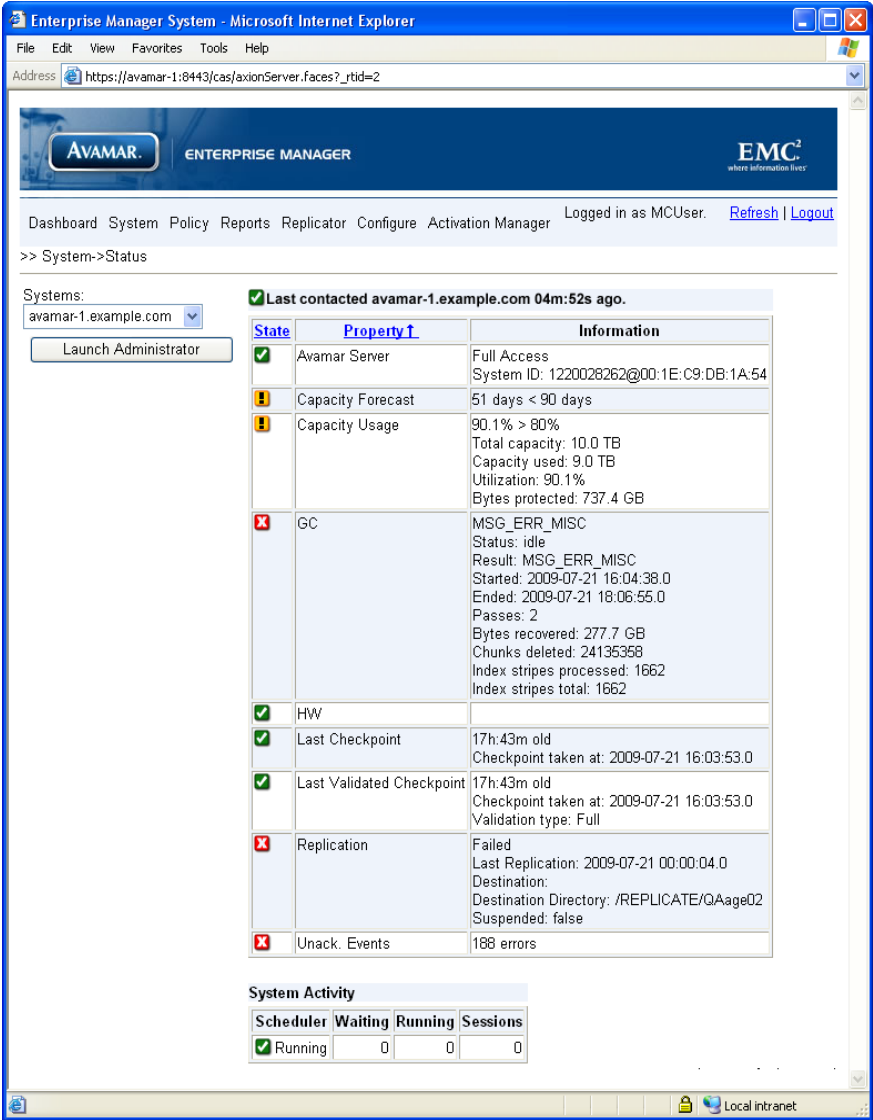 Enterprise Manager System - Microsoft Internet Explorer
File Edit View Favorites Tools Help
Address https://avamar-1:8443/cas/axionServer.faces?_rtid=2
AVAMAR. ENTERPRISE MANAGER EMC²
where information lives®
Dashboard System Policy Reports Replicator Configure Activation Manager Logged in as MCUser. Refresh | Logout
>> System->Status
Systems:
avamar-1.example.com
Launch Administrator
Last contacted avamar-1.example.com 04m:52s ago.
State Property↑ Information
Avamar Server Full Access
System ID: 1220028262@00:1E:C9:DB:1A:54
Capacity Forecast 51 days < 90 days
Capacity Usage 90.1% > 80%
Total capacity: 10.0 TB
Capacity used: 9.0 TB
Utilization: 90.1%
Bytes protected: 737.4 GB
GC MSG_ERR_MISC
Status: idle
Result: MSG_ERR_MISC
Started: 2009-07-21 16:04:38.0
Ended: 2009-07-21 18:06:55.0
Passes: 2
Bytes recovered: 277.7 GB
Chunks deleted: 24135358
Index stripes processed: 1662
Index stripes total: 1662
HW
Last Checkpoint 17h:43m old
Checkpoint taken at: 2009-07-21 16:03:53.0
Last Validated Checkpoint 17h:43m old
Checkpoint taken at: 2009-07-21 16:03:53.0
Validation type: Full
Replication Failed
Last Replication: 2009-07-21 00:00:04.0
Destination:
Destination Directory: /REPLICATE/QAage02
Suspended: false
Unack. Events 188 errors
System Activity
Scheduler Waiting Running Sessions
Running 0 0 0
Local intranet